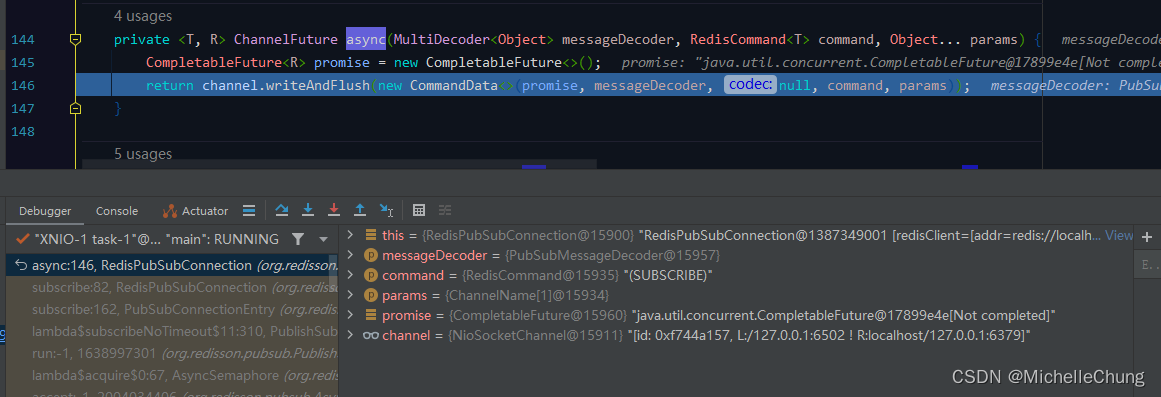 4 usages
144 private <T, R> ChannelFuture async(MultiDecoder<Object> messageDecoder, RedisCommand<T> command, Object... params) { messageDecod
145 CompletableFuture<R> promise = new CompletableFuture<>(); promise: "java.util.concurrent.CompletableFuture@17899e4e[Not comple
146 return channel.writeAndFlush(new CommandData<>(promise, messageDecoder, codec: null, command, params)); messageDecoder: PubSub
147 }
148
5 usages
Debugger Console Actuator
"XNIO-1 task-1"@... "main": RUNNING
this = {RedisPubSubConnection@15900} "RedisPubSubConnection@1387349001 [redisClient=[addr=redis://localh... View
async:146, RedisPubSubConnection (org.redisson.
messageDecoder = {PubSubMessageDecoder@15957}
E..
subscribe:82, RedisPubSubConnection (org.rediss
command = {RedisCommand@15935} "(SUBSCRIBE)"
subscribe:162, PubSubConnectionEntry (org.rediss
params = {ChannelName[1]@15934}
lambda$subscribeNoTimeout$11:310, PublishSub
promise = {CompletableFuture@15960} "java.util.concurrent.CompletableFuture@17899e4e[Not completed]"
run:-1, 1638997301 (org.redisson.pubsub.Publish
channel = {NioSocketChannel@15911} "[id: 0xf744a157, L:/127.0.0.1:6502 ! R:localhost/127.0.0.1:6379]"
lambda$acquire$0:67, AsyncSemaphore (org.redi
CSDN @MichelleChung